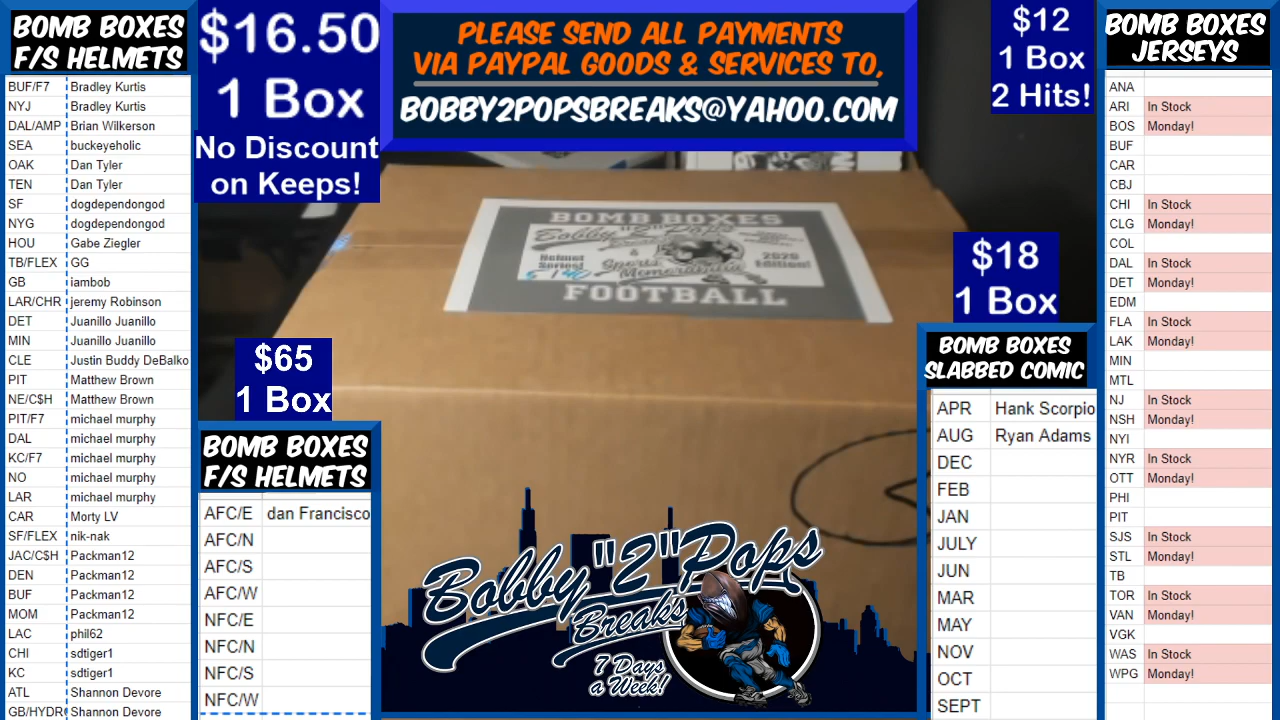 BOMB BOXES
F/S HELMETS
BUF/F7 Bradley Kurtis
NYJ Bradley Kurtis
DAL/AMP Brian Wilkerson
SEA buckeyeholic
OAK Dan Tyler
TEN Dan Tyler
SF dogdependongod
NYG dogdependongod
HOU Gabe Ziegler
TB/FLEX GG
GB iambob
LAR/CHR jeremy Robinson
DET Juanillo Juanillo
MIN Juanillo Juanillo
CLE Justin Buddy DeBalko
PIT Matthew Brown
NE/C$H Matthew Brown
PIT/F7 michael murphy
DAL michael murphy
KC/F7 michael murphy
NO michael murphy
LAR michael murphy
CAR Morty LV
SF/FLEX nik-nak
JAC/C$H Packman12
DEN Packman12
BUF Packman12
MOM Packman12
LAC phil62
CHI sdtiger1
KC sdtiger1
ATL Shannon Devore
GB/HYDR Shannon Devore
$16.50
1 Box
No Discount
on Keeps!
$65
1 Box
BOMB BOXES
F/S HELMETS
AFC/E dan Francisco
AFC/N
AFC/S
AFC/W
NFC/E
NFC/N
NFC/S
NFC/W
PLEASE SEND ALL PAYMENTS
VIA PAYPAL GOODS & SERVICES TO,
BOBBY2POPSBREAKS@YAHOO.COM
BOMB BOXES
Bobby "2" Pops
&
Sports
Memorabilia
Helmet
Series!
2020
Edition!
FOOTBALL
Bobby "2" Pops
Breaks
7 Days
a Week!
$12
1 Box
2 Hits!
$18
1 Box
BOMB BOXES
SLABBED COMIC
APR Hank Scorpio
AUG Ryan Adams
DEC
FEB
JAN
JULY
JUN
MAR
MAY
NOV
OCT
SEPT
BOMB BOXES
JERSEYS
ANA
ARI In Stock
BOS Monday!
BUF
CAR
CBJ
CHI In Stock
CLG Monday!
COL
DAL In Stock
DET Monday!
EDM
FLA In Stock
LAK Monday!
MIN
MTL
NJ In Stock
NSH Monday!
NYI
NYR In Stock
OTT Monday!
PHI
PIT
SJS In Stock
STL Monday!
TB
TOR In Stock
VAN Monday!
VGK
WAS In Stock
WPG Monday!